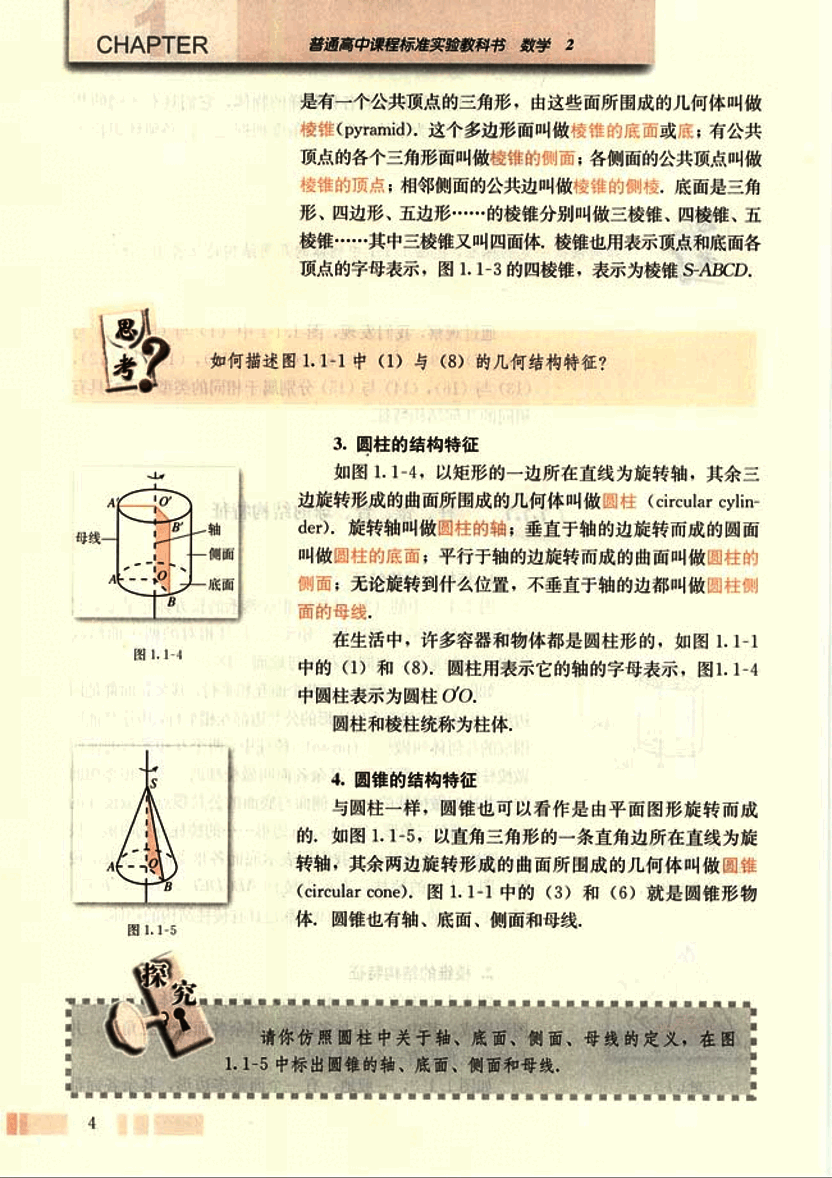 1
CHAPTER
普通高中课程标准实验教科书 数学 2
是有一个公共顶点的三角形，由这些面所围成的几何体叫做
棱锥(pyramid)．这个多边形面叫做棱锥的底面或底；有公共
顶点的各个三角形面叫做棱锥的侧面；各侧面的公共顶点叫做
棱锥的顶点；相邻侧面的公共边叫做棱锥的侧棱．底面是三角
形、四边形、五边形……的棱锥分别叫做三棱锥、四棱锥、五
棱锥……其中三棱锥又叫四面体．棱锥也用表示顶点和底面各
顶点的字母表示，图 1.1-3 的四棱锥，表示为棱锥 S-ABCD．
思考？
如何描述图 1.1-1 中（1）与（8）的几何结构特征？
3. 圆柱的结构特征
如图 1.1-4，以矩形的一边所在直线为旋转轴，其余三
边旋转形成的曲面所围成的几何体叫做圆柱（circular cylin-
der)．旋转轴叫做圆柱的轴；垂直于轴的边旋转而成的圆面
叫做圆柱的底面；平行于轴的边旋转而成的曲面叫做圆柱的
侧面；无论旋转到什么位置，不垂直于轴的边都叫做圆柱侧
面的母线．
A′ O′
B′
母线
轴
侧面
A O
底面
B
图 1.1-4
在生活中，许多容器和物体都是圆柱形的，如图 1.1-1
中的（1）和（8）．圆柱用表示它的轴的字母表示，图1.1-4
中圆柱表示为圆柱 O′O．
圆柱和棱柱统称为柱体．
4. 圆锥的结构特征
与圆柱一样，圆锥也可以看作是由平面图形旋转而成
的．如图 1.1-5，以直角三角形的一条直角边所在直线为旋
转轴，其余两边旋转形成的曲面所围成的几何体叫做圆锥
(circular cone)．图 1.1-1 中的（3）和（6）就是圆锥形物
体．圆锥也有轴、底面、侧面和母线．
S
A O
B
图 1.1-5
探究
请你仿照圆柱中关于轴、底面、侧面、母线的定义，在图
1.1-5 中标出圆锥的轴、底面、侧面和母线．
4